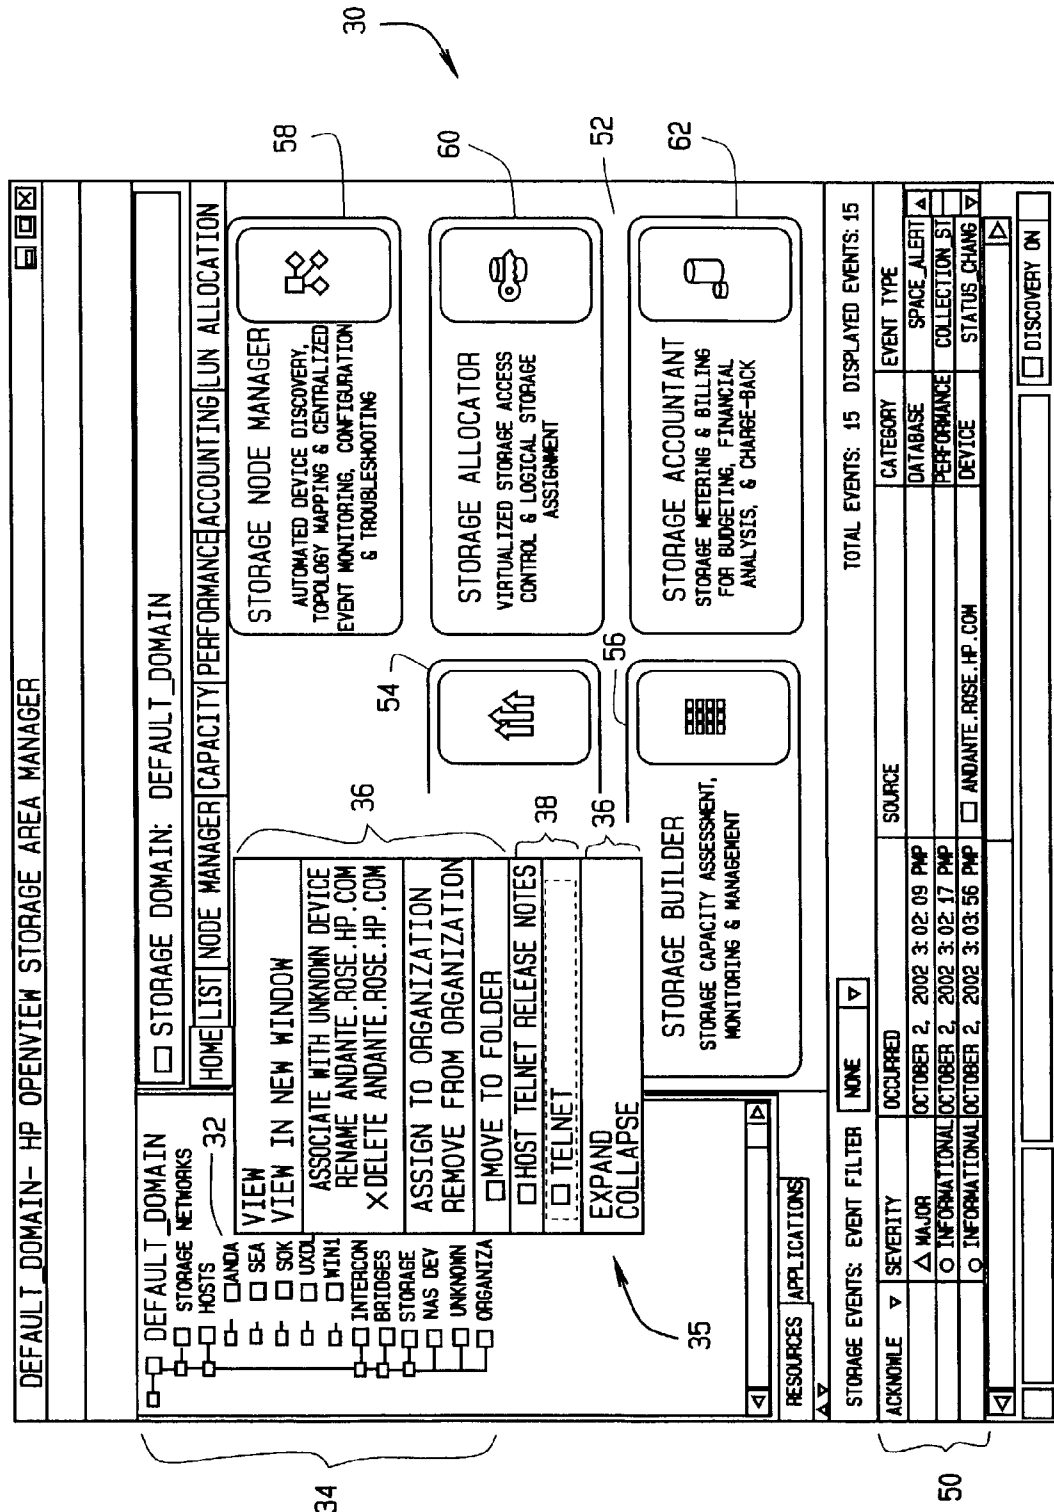 DEFAULT_DOMAIN- HP OPENVIEW STORAGE AREA MANAGER
30
DEFAULT_DOMAIN
STORAGE NETWORKS
HOSTS
ANDA
SEA
SOK
UXDL
WIN1
INTERCON
BRIDGES
STORAGE
NAS DEV
UNKNOWN
ORGANIZA
32
34
35
STORAGE DOMAIN: DEFAULT_DOMAIN
HOME LIST NODE MANAGER CAPACITY PERFORMANCE ACCOUNTING LUN ALLOCATION
VIEW
VIEW IN NEW WINDOW
ASSOCIATE WITH UNKNOWN DEVICE
RENAME ANDANTE.ROSE.HP.COM
X DELETE ANDANTE.ROSE.HP.COM
ASSIGN TO ORGANIZATION
REMOVE FROM ORGANIZATION
MOVE TO FOLDER
HOST TELNET RELEASE NOTES
TELNET
EXPAND
COLLAPSE
36
38
36
54
56
STORAGE NODE MANAGER
AUTOMATED DEVICE DISCOVERY,
TOPOLOGY MAPPING & CENTRALIZED
EVENT MONITORING, CONFIGURATION
& TROUBLESHOOTING
58
STORAGE ALLOCATOR
VIRTUALIZED STORAGE ACCESS
CONTROL & LOGICAL STORAGE
ASSIGNMENT
60
52
STORAGE BUILDER
STORAGE CAPACITY ASSESSMENT,
MONITORING & MANAGEMENT
STORAGE ACCOUNTANT
STORAGE METERING & BILLING
FOR BUDGETING, FINANCIAL
ANALYSIS, & CHARGE-BACK
62
RESOURCES APPLICATIONS
STORAGE EVENTS: EVENT FILTER NONE TOTAL EVENTS: 15 DISPLAYED EVENTS: 15
ACKNOWLE SEVERITY OCCURRED SOURCE CATEGORY EVENT TYPE
MAJOR OCTOBER 2, 2002 3:02:09 PMP DATABASE SPACE_ALERT
INFORMATIONAL OCTOBER 2, 2002 3:02:17 PMP PERFORMANCE COLLECTION_ST
INFORMATIONAL OCTOBER 2, 2002 3:03:56 PMP ANDANTE.ROSE.HP.COM DEVICE STATUS_CHANG
DISCOVERY ON
50